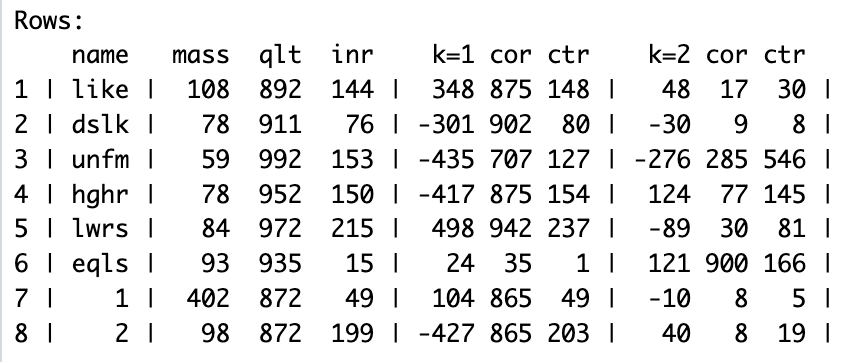 Rows:
    name   mass  qlt  inr    k=1 cor ctr    k=2 cor ctr
1 | like |  108  892  144 |  348 875 148 |   48  17  30 |
2 | dslk |   78  911   76 | -301 902  80 |  -30   9   8 |
3 | unfm |   59  992  153 | -435 707 127 | -276 285 546 |
4 | hghr |   78  952  150 | -417 875 154 |  124  77 145 |
5 | lwrs |   84  972  215 |  498 942 237 |  -89  30  81 |
6 | eqls |   93  935   15 |   24  35   1 |  121 900 166 |
7 |    1 |  402  872   49 |  104 865  49 |  -10   8   5 |
8 |    2 |   98  872  199 | -427 865 203 |   40   8  19 |